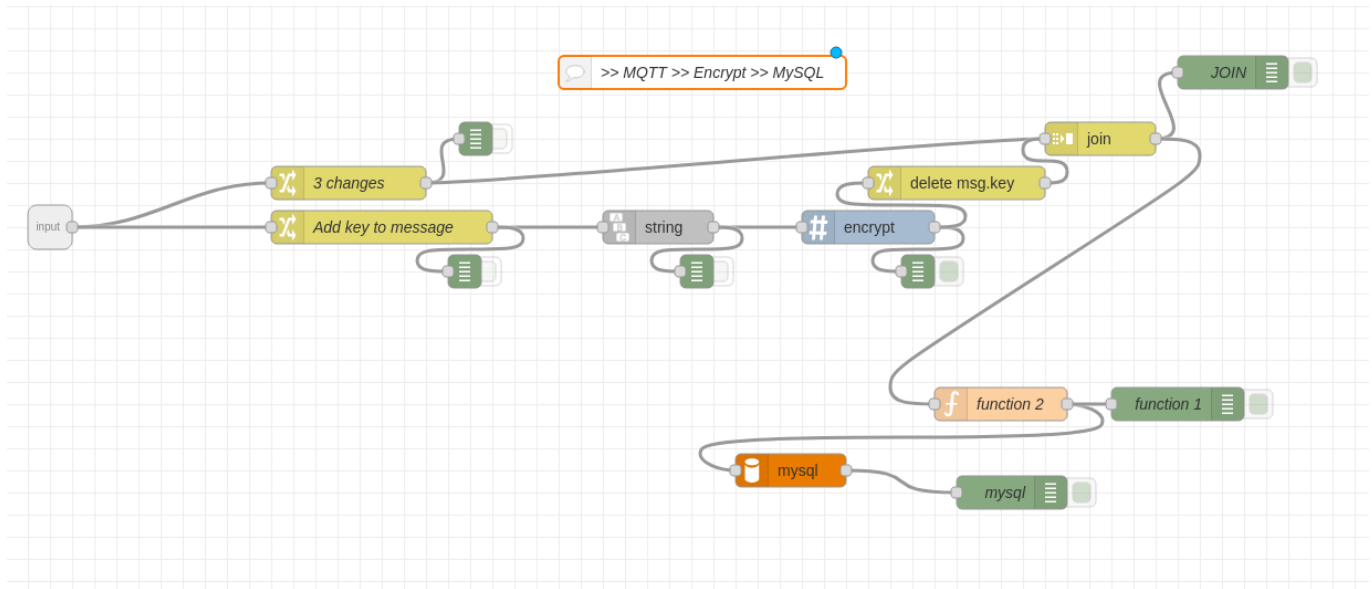 >> MQTT >> Encrypt >> MySQL
JOIN
join
3 changes
delete msg.key
input
Add key to message
string
encrypt
function 2
function 1
mysql
mysql